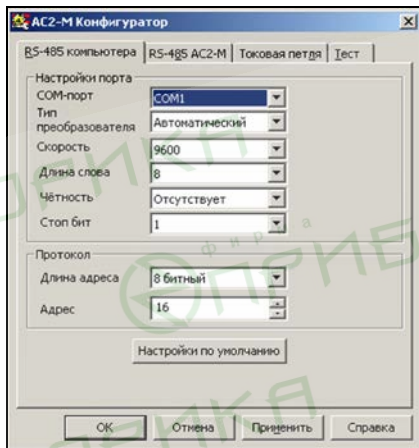 АС2-М Конфигуратор
RS-485 компьютера RS-485 АС2-М Токовая петля Тест
Настройки порта
COM-порт COM1
Тип преобразователя Автоматический
Скорость 9600
Длина слова 8
Чётность Отсутствует
Стоп бит 1
Протокол
Длина адреса 8 битный
Адрес 16
Настройки по умолчанию
OK Отмена Применить Справка